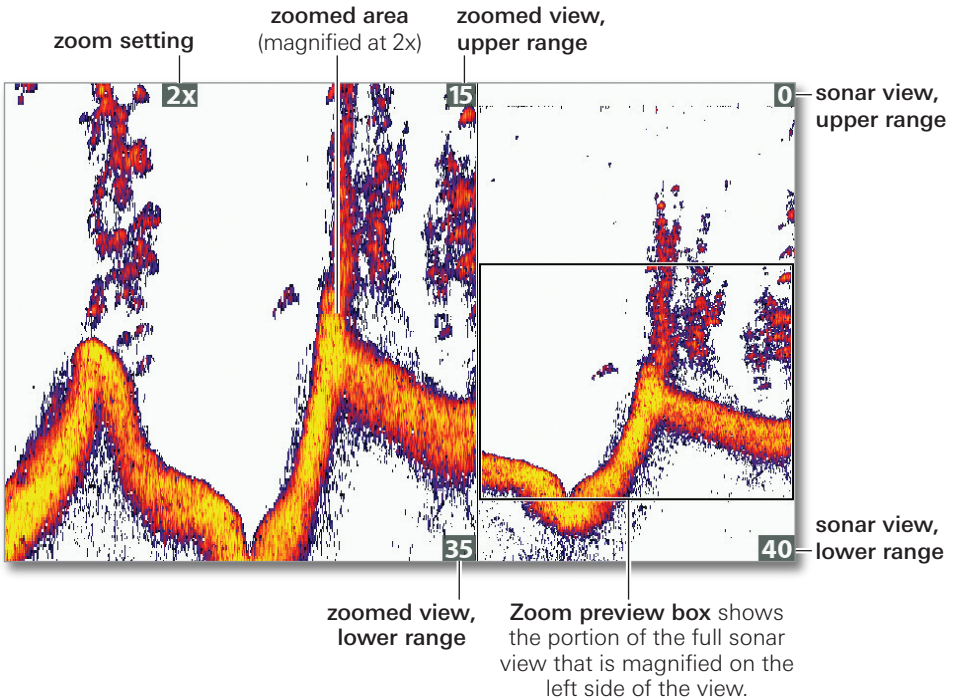 zoom setting
zoomed area
(magnified at 2x)
zoomed view,
upper range
2x
15
0
sonar view,
upper range
35
40
sonar view,
lower range
zoomed view,
lower range
Zoom preview box shows
the portion of the full sonar
view that is magnified on the
left side of the view.